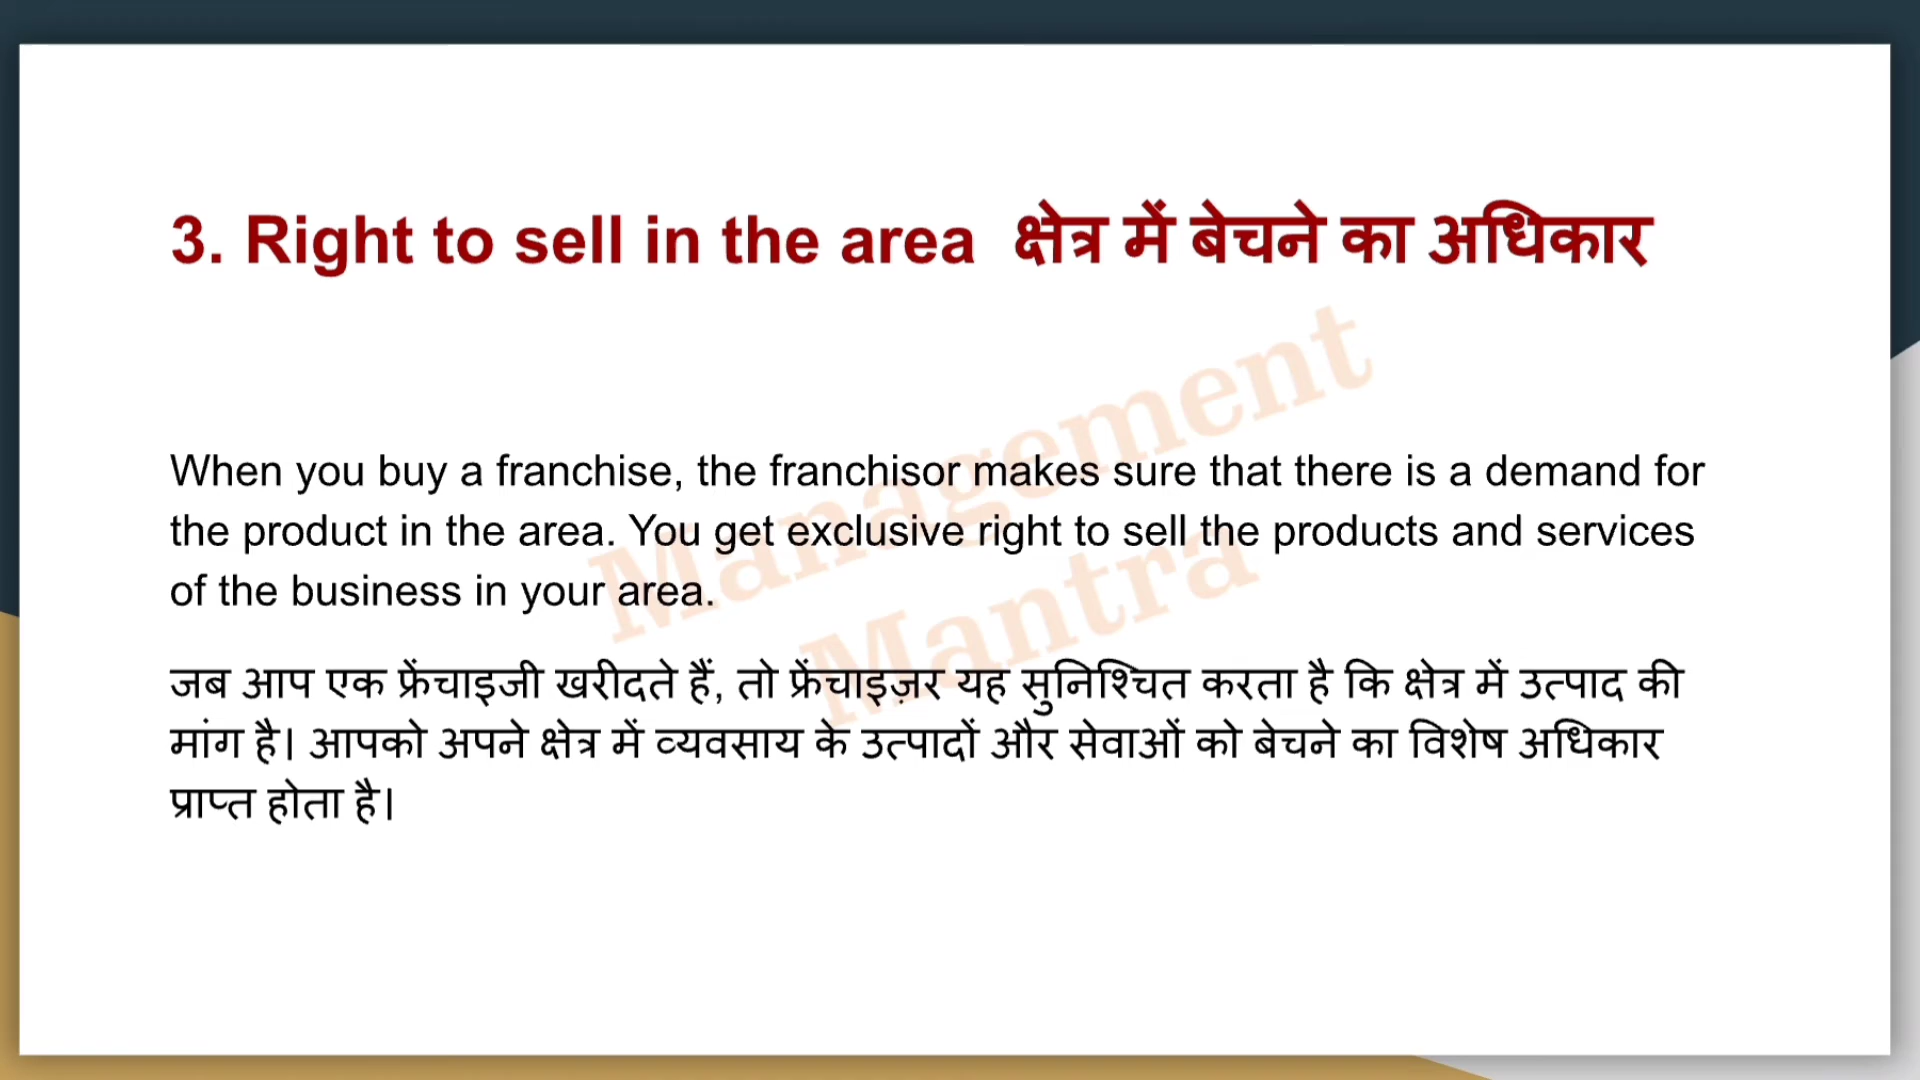 3. Right to sell in the area  क्षेत्र में बेचने का अधिकार
When you buy a franchise, the franchisor makes sure that there is a demand for
the product in the area. You get exclusive right to sell the products and services
of the business in your area.
जब आप एक फ्रेंचाइजी खरीदते हैं, तो फ्रेंचाइज़र यह सुनिश्चित करता है कि क्षेत्र में उत्पाद की
मांग है। आपको अपने क्षेत्र में व्यवसाय के उत्पादों और सेवाओं को बेचने का विशेष अधिकार
प्राप्त होता है।
Management
Mantra